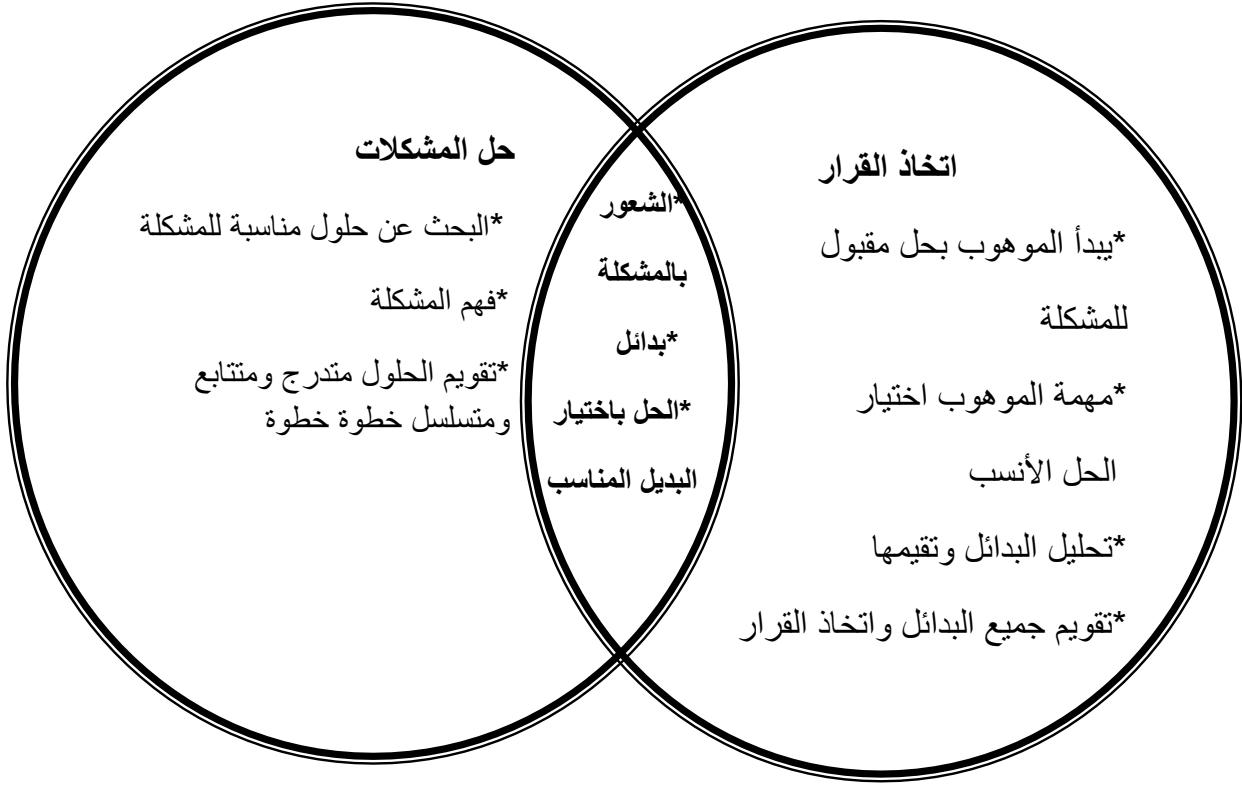 اتخاذ القرار
*يبدأ الموهوب بحل مقبول
للمشكلة
*مهمة الموهوب اختيار
الحل الأنسب
*تحليل البدائل وتقيمها
*تقويم جميع البدائل واتخاذ القرار
*الشعور
بالمشكلة
*بدائل
*الحل باختيار
البديل المناسب
حل المشكلات
*البحث عن حلول مناسبة للمشكلة
*فهم المشكلة
*تقويم الحلول متدرج ومتتابع
ومتسلسل خطوة خطوة